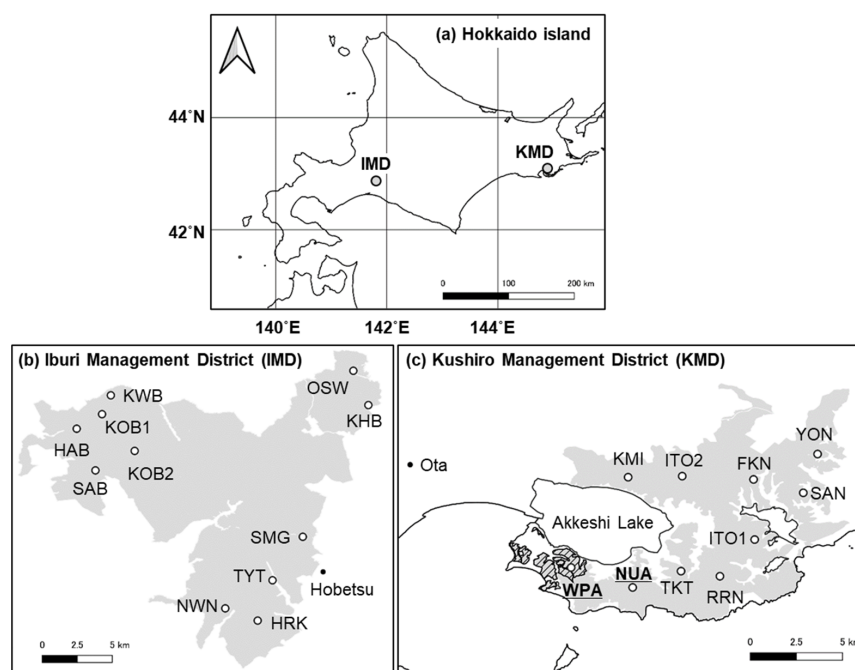 (a) Hokkaido island
44°N
IMD
KMD
42°N
0 100 200 km
140°E 142°E 144°E
(b) Iburi Management District (IMD)
OSW
KWB
KHB
KOB1
HAB
KOB2
SAB
SMG
TYT
Hobetsu
NWN
HRK
0 2.5 5 km
(c) Kushiro Management District (KMD)
YON
Ota
KMI
ITO2
FKN
SAN
Akkeshi Lake
ITO1
NUA
WPA
TKT
RRN
0 2.5 5 km